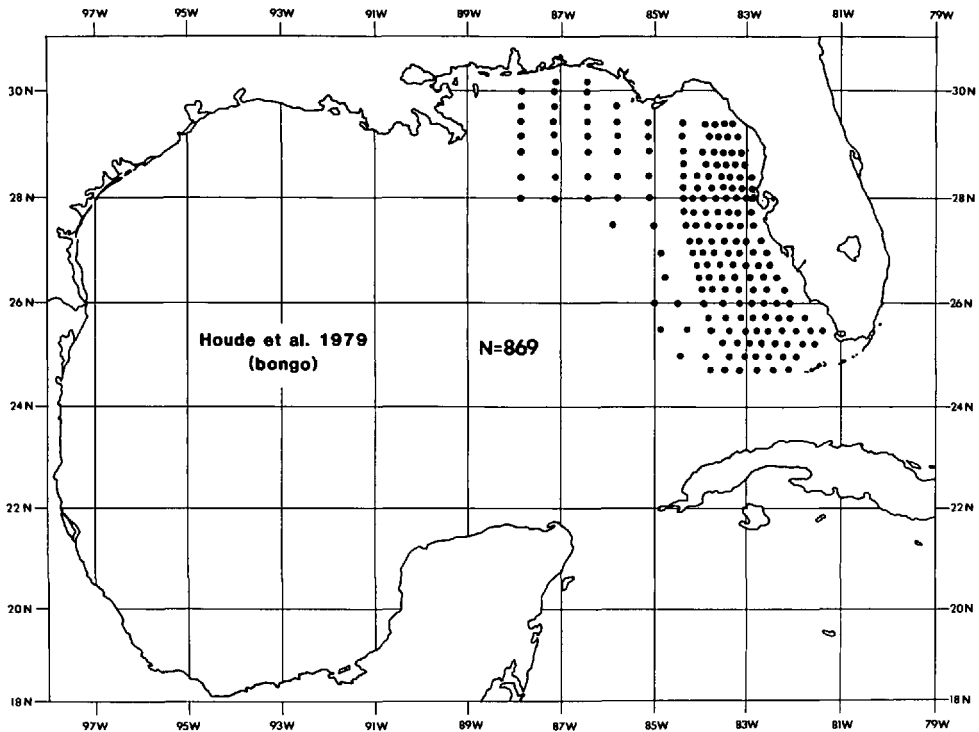 97W 95W 93W 91W 89W 87W 85W 83W 81W 79W
30N 30N
28N 28N
26N 26N
Houde et al. 1979
(bongo)
N=869
24N 24N
22N 22N
20N 20N
18N 18N
97W 95W 93W 91W 89W 87W 85W 83W 81W 79W